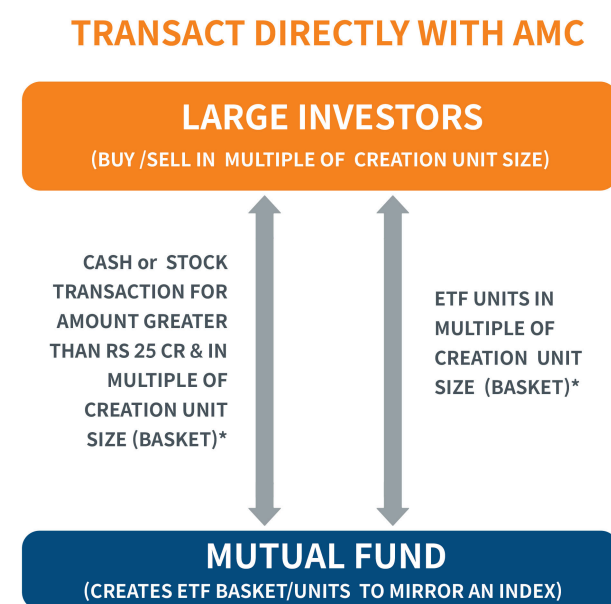 TRANSACT DIRECTLY WITH AMC
LARGE INVESTORS
(BUY /SELL IN MULTIPLE OF CREATION UNIT SIZE)
CASH or STOCK
TRANSACTION FOR
AMOUNT GREATER
THAN RS 25 CR & IN
MULTIPLE OF
CREATION UNIT
SIZE (BASKET)*
ETF UNITS IN
MULTIPLE OF
CREATION UNIT
SIZE (BASKET)*
MUTUAL FUND
(CREATES ETF BASKET/UNITS TO MIRROR AN INDEX)